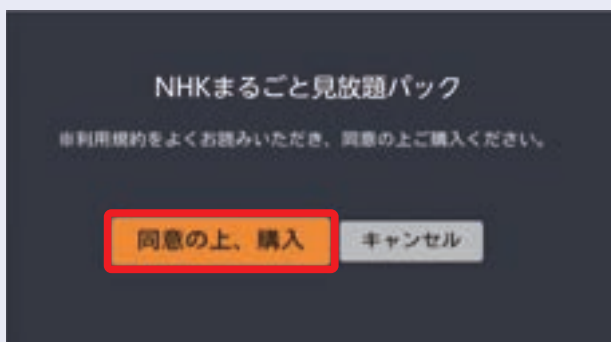 NHKまるごと見放題パック
※利用規約をよくお読みいただき、同意の上ご購入ください。
同意の上、購入 キャンセル